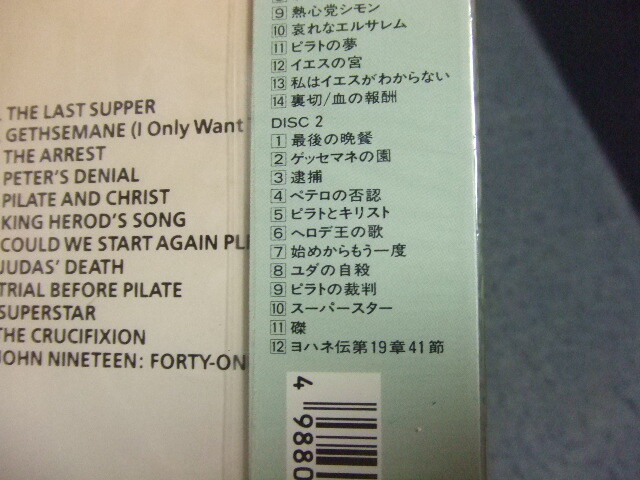 THE LAST SUPPER
GETHSEMANE (I Only Want
THE ARREST
PETER'S DENIAL
PILATE AND CHRIST
KING HEROD'S SONG
COULD WE START AGAIN PL
JUDAS' DEATH
TRIAL BEFORE PILATE
SUPERSTAR
THE CRUCIFIXION
JOHN NINETEEN: FORTY-ON
9 熱心党シモン
10 哀れなエルサレム
11 ピラトの夢
12 イエスの宮
13 私はイエスがわからない
14 裏切/血の報酬
DISC 2
1 最後の晩餐
2 ゲッセマネの園
3 逮捕
4 ペテロの否認
5 ピラトとキリスト
6 ヘロデ王の歌
7 始めからもう一度
8 ユダの自殺
9 ピラトの裁判
10 スーパースター
11 磔
12 ヨハネ伝第19章41節
4 9880